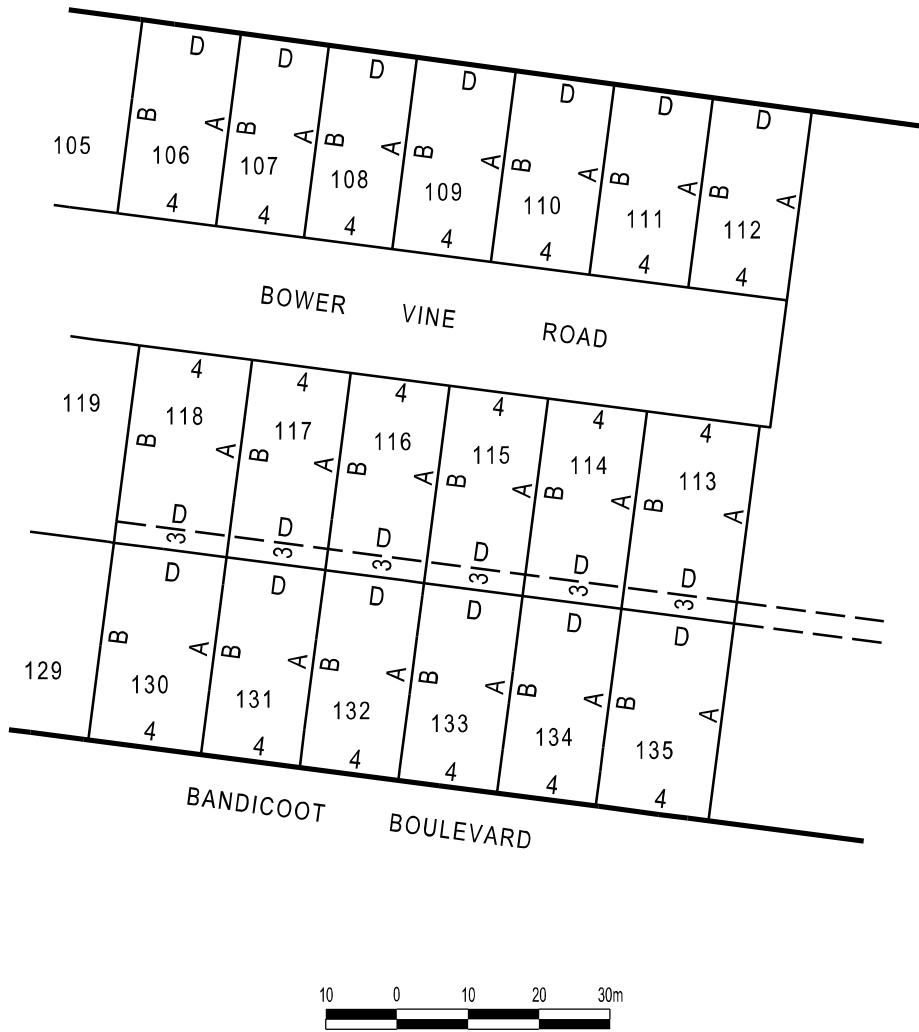 D D D D D D D
B A B A B A B A B A B A B A
105 106 107 108 109 110 111 112
4 4 4 4 4 4 4
BOWER VINE ROAD
4 4 4 4 4 4
119 118 117 116 115 114 113
B A B A B A B A B A B A
D D D D D D
3 3 3 3 3 3
D D D D D D
B A B A B A B A B A B A
129 130 131 132 133 134 135
4 4 4 4 4 4
BANDICOOT BOULEVARD
10 0 10 20 30m